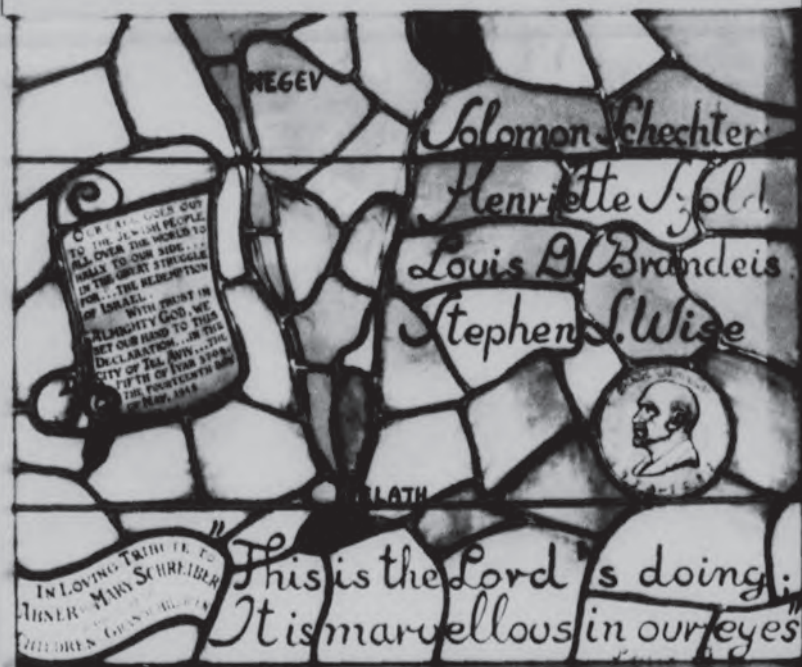 NEGEV
Solomon Schechter
Henriette Szold
Louis D. Brandeis
Stephen S. Wise
OUR CALL GOES OUT
TO THE JEWISH PEOPLE
ALL OVER THE WORLD TO
RALLY TO OUR SIDE...
IN THE GREAT STRUGGLE
FOR...THE REDEMPTION
OF ISRAEL.
WITH TRUST IN
ALMIGHTY GOD, WE
SET OUR HAND TO THIS
DECLARATION...IN THE
CITY OF TEL AVIV...THE
FIFTH OF IYAR 5708,
THE FOURTEENTH DAY
OF MAY, 1948
ELATH
IN LOVING TRIBUTE TO
ABNER MARY SCHREIBER
CHILDREN
"This is the Lord's doing;
It is marvellous in our eyes"